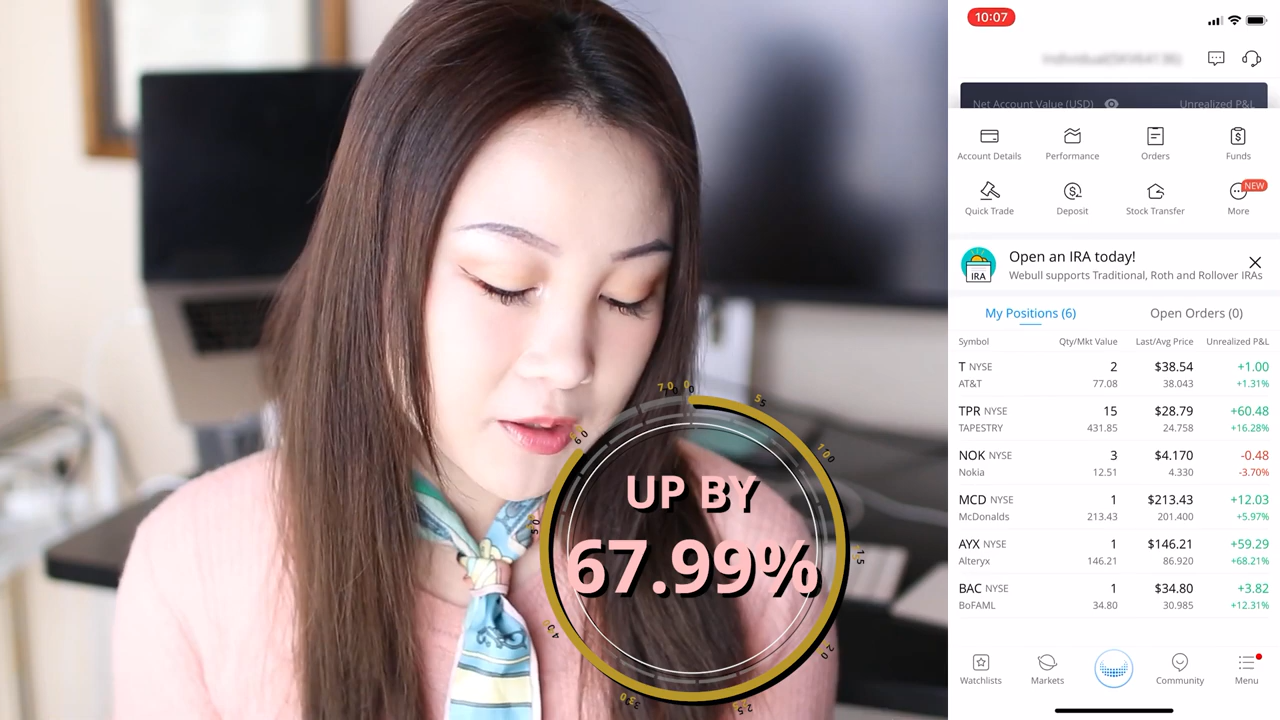 UP BY
67.99%
10:07
Net Account Value (USD) Unrealized P&L
Account Details Performance Orders Funds
NEW
Quick Trade Deposit Stock Transfer More
Open an IRA today!
IRA
Webull supports Traditional, Roth and Rollover IRAs
My Positions (6) Open Orders (0)
Symbol Qty/Mkt Value Last/Avg Price Unrealized P&L
T NYSE 2 $38.54 +1.00
AT&T 77.08 38.043 +1.31%
TPR NYSE 15 $28.79 +60.48
TAPESTRY 431.85 24.758 +16.28%
NOK NYSE 3 $4.170 -0.48
Nokia 12.51 4.330 -3.70%
MCD NYSE 1 $213.43 +12.03
McDonalds 213.43 201.400 +5.97%
AYX NYSE 1 $146.21 +59.29
Alteryx 146.21 86.920 +68.21%
BAC NYSE 1 $34.80 +3.82
BoFAML 34.80 30.985 +12.31%
Watchlists Markets Community Menu